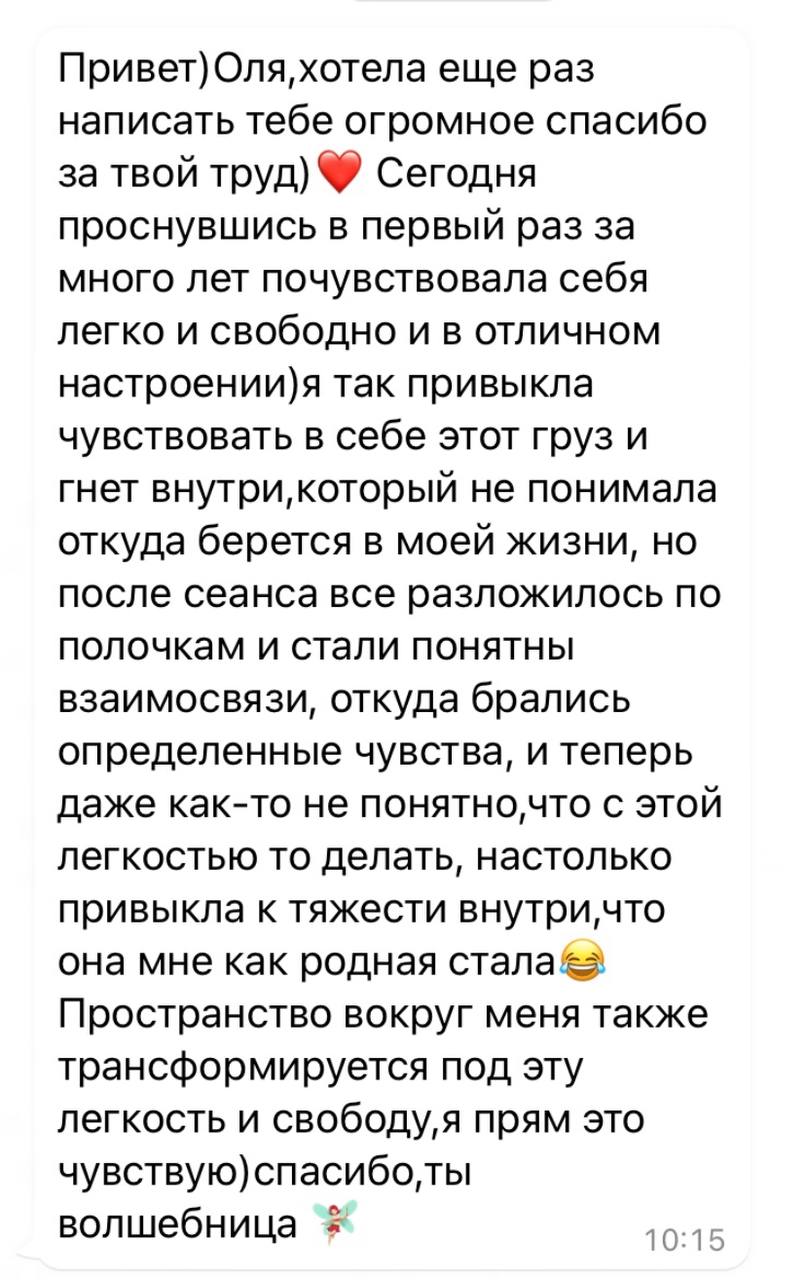 Привет)Оля,хотела еще раз
написать тебе огромное спасибо
за твой труд)❤️ Сегодня
проснувшись в первый раз за
много лет почувствовала себя
легко и свободно и в отличном
настроении)я так привыкла
чувствовать в себе этот груз и
гнет внутри,который не понимала
откуда берется в моей жизни, но
после сеанса все разложилось по
полочкам и стали понятны
взаимосвязи, откуда брались
определенные чувства, и теперь
даже как-то не понятно,что с этой
легкостью то делать, настолько
привыкла к тяжести внутри,что
она мне как родная стала😂
Пространство вокруг меня также
трансформируется под эту
легкость и свободу,я прям это
чувствую)спасибо,ты
волшебница 🧚‍♀️
10:15